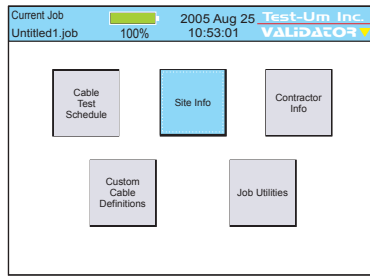 Current Job
Untitled1.job
100%
2005 Aug 25
10:53:01
Test-Um Inc.
VALIDATOR
Cable
Test
Schedule
Site Info
Contractor
Info
Custom
Cable
Definitions
Job Utilities